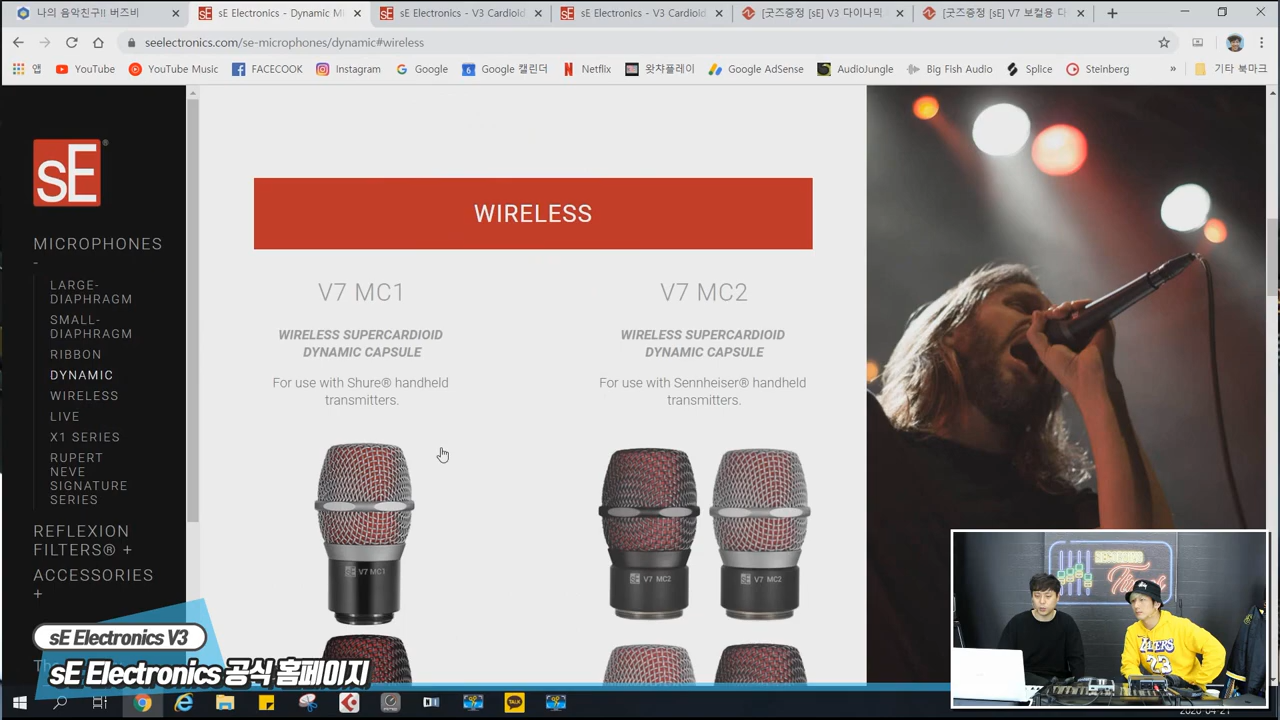 나의 음악친구!! 버즈비
sE Electronics - Dynamic MI
sE Electronics - V3 Cardioid
sE Electronics - V3 Cardioid
[굿즈증정 [sE] V3 다이나믹
[굿즈증정 [sE] V7 보컬용 다
seelectronics.com/se-microphones/dynamic#wireless
앱
YouTube
YouTube Music
FACECOOK
Instagram
Google
Google 캘린더
Netflix
왓챠플레이
Google AdSense
AudioJungle
Big Fish Audio
Splice
Steinberg
»
기타 북마크
sE®
MICROPHONES
-
LARGE-
DIAPHRAGM
SMALL-
DIAPHRAGM
RIBBON
DYNAMIC
WIRELESS
LIVE
X1 SERIES
RUPERT
NEVE
SIGNATURE
SERIES
REFLEXION
FILTERS® +
ACCESSORIES
+
WIRELESS
V7 MC1
WIRELESS SUPERCARDIOID
DYNAMIC CAPSULE
For use with Shure® handheld
transmitters.
sE V7 MC1
V7 MC2
WIRELESS SUPERCARDIOID
DYNAMIC CAPSULE
For use with Sennheiser® handheld
transmitters.
sE V7 MC2
sE V7 MC2
LAKERS
23
sE Electronics V3
sE Electronics 공식 홈페이지
TALK
2020-04-21